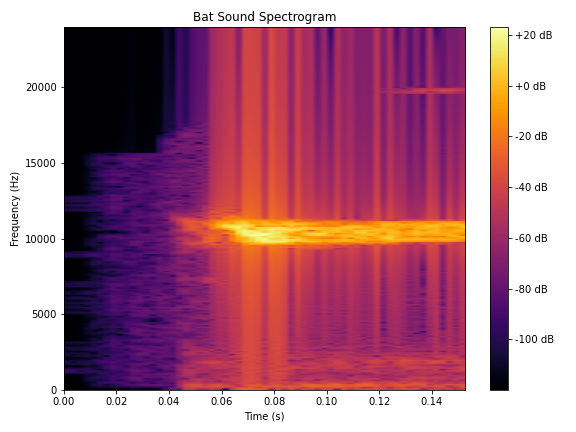 Bat Sound Spectrogram
+20 dB
20000
+0 dB
-20 dB
15000
-40 dB
Frequency (Hz)
10000
-60 dB
-80 dB
5000
-100 dB
0
0.00 0.02 0.04 0.06 0.08 0.10 0.12 0.14
Time (s)